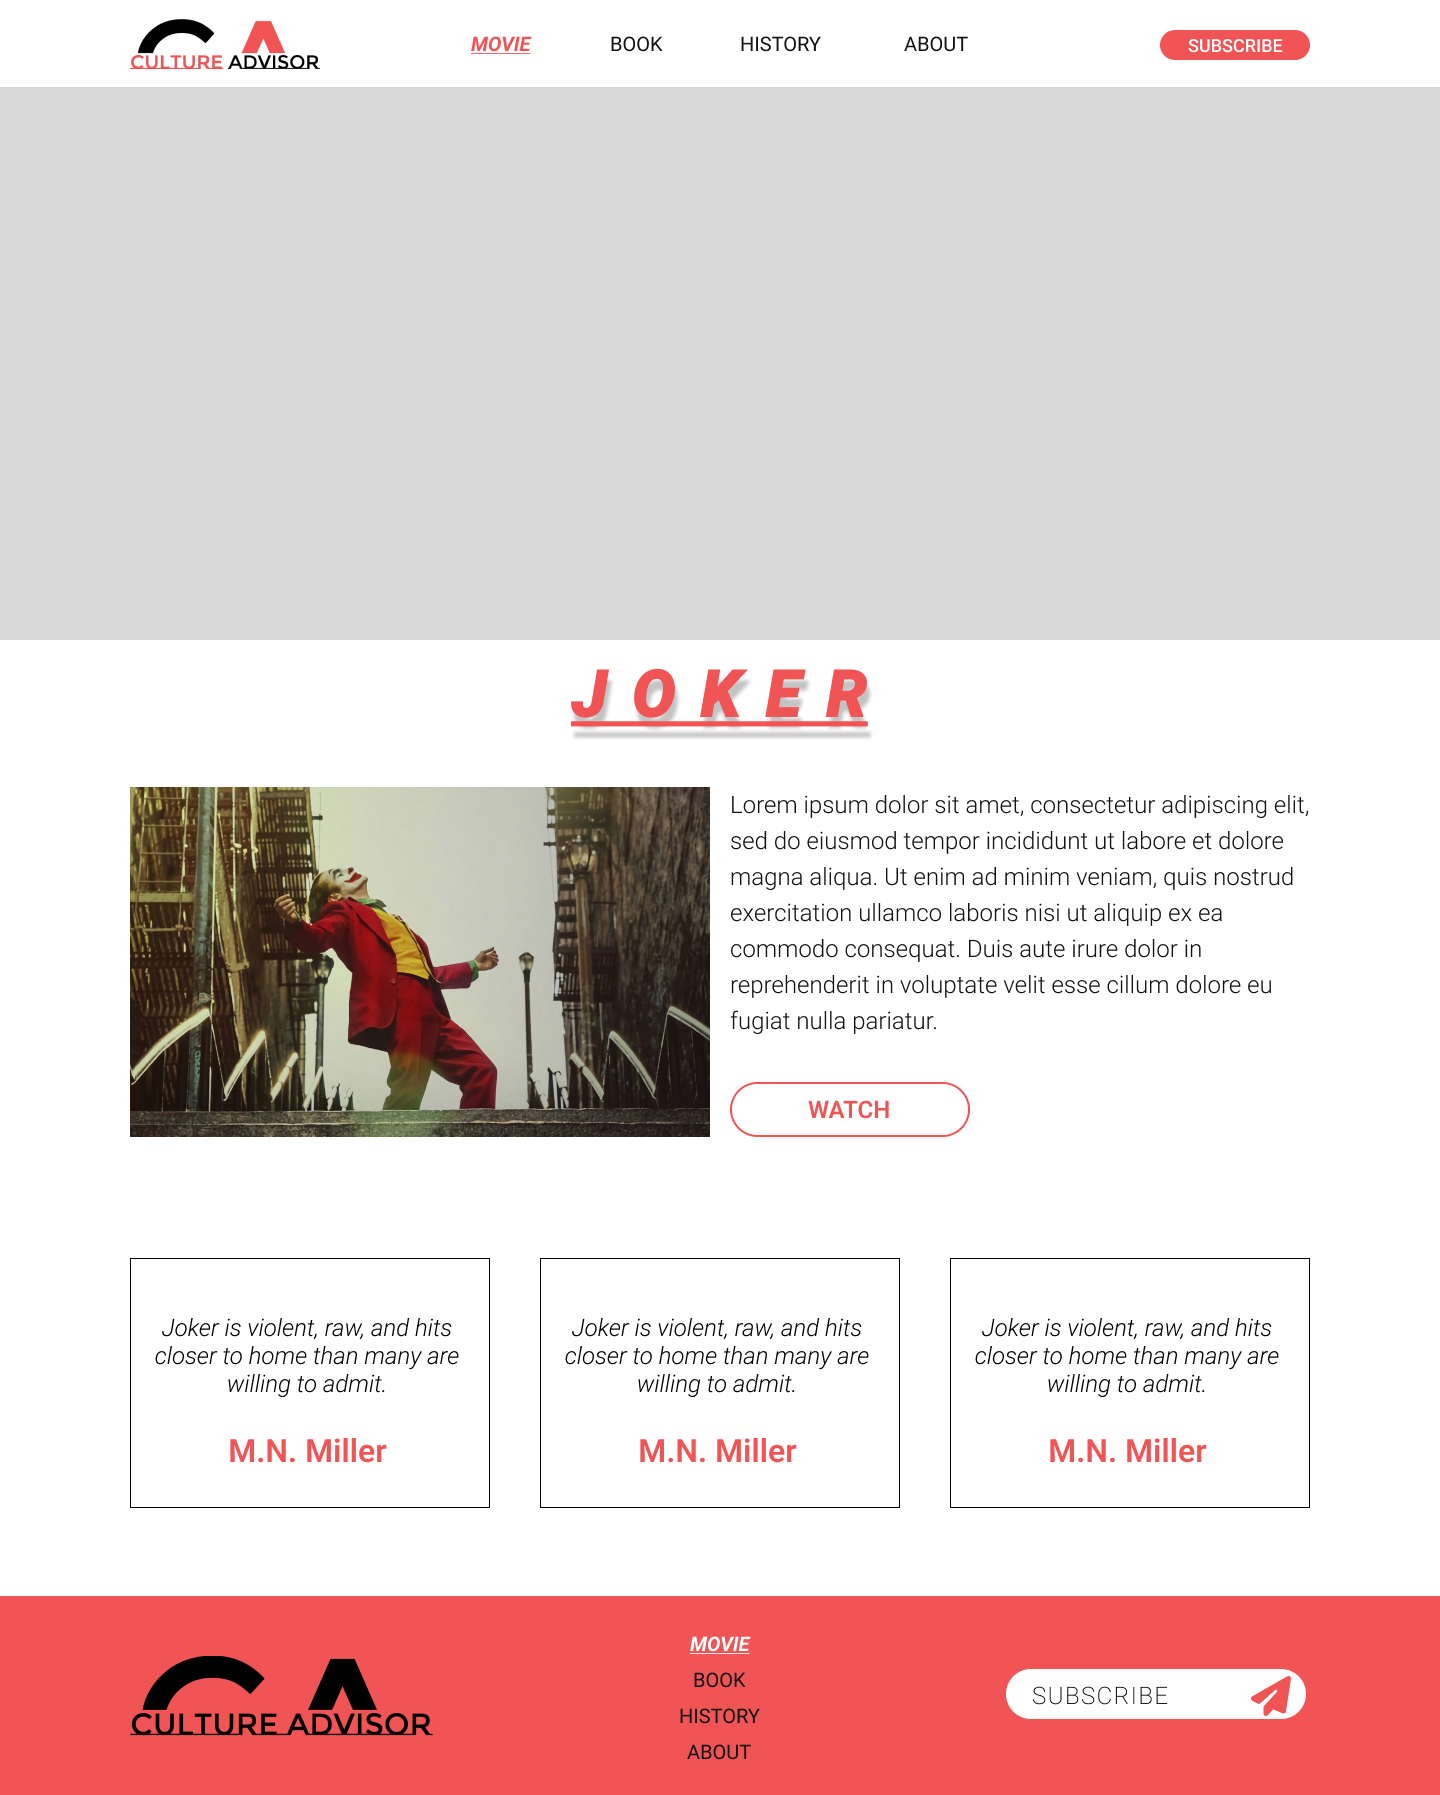 CULTURE ADVISOR
MOVIE
BOOK
HISTORY
ABOUT
SUBSCRIBE
JOKER
Lorem ipsum dolor sit amet, consectetur adipiscing elit,
sed do eiusmod tempor incididunt ut labore et dolore
magna aliqua. Ut enim ad minim veniam, quis nostrud
exercitation ullamco laboris nisi ut aliquip ex ea
commodo consequat. Duis aute irure dolor in
reprehenderit in voluptate velit esse cillum dolore eu
fugiat nulla pariatur.
WATCH
Joker is violent, raw, and hits
closer to home than many are
willing to admit.
M.N. Miller
Joker is violent, raw, and hits
closer to home than many are
willing to admit.
M.N. Miller
Joker is violent, raw, and hits
closer to home than many are
willing to admit.
M.N. Miller
CULTURE ADVISOR
MOVIE
BOOK
HISTORY
ABOUT
SUBSCRIBE